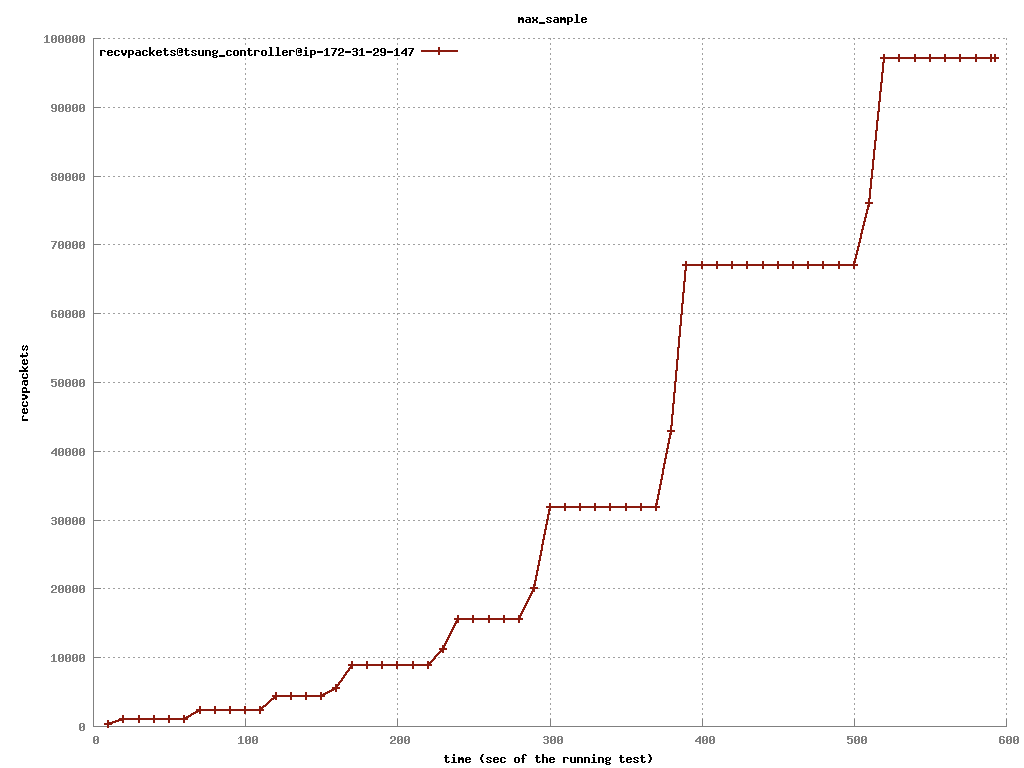 max_sample
100000
recvpackets@tsung_controller@ip-172-31-29-147
90000
80000
70000
60000
50000
40000
30000
20000
10000
0
recvpackets
0 100 200 300 400 500 600
time (sec of the running test)